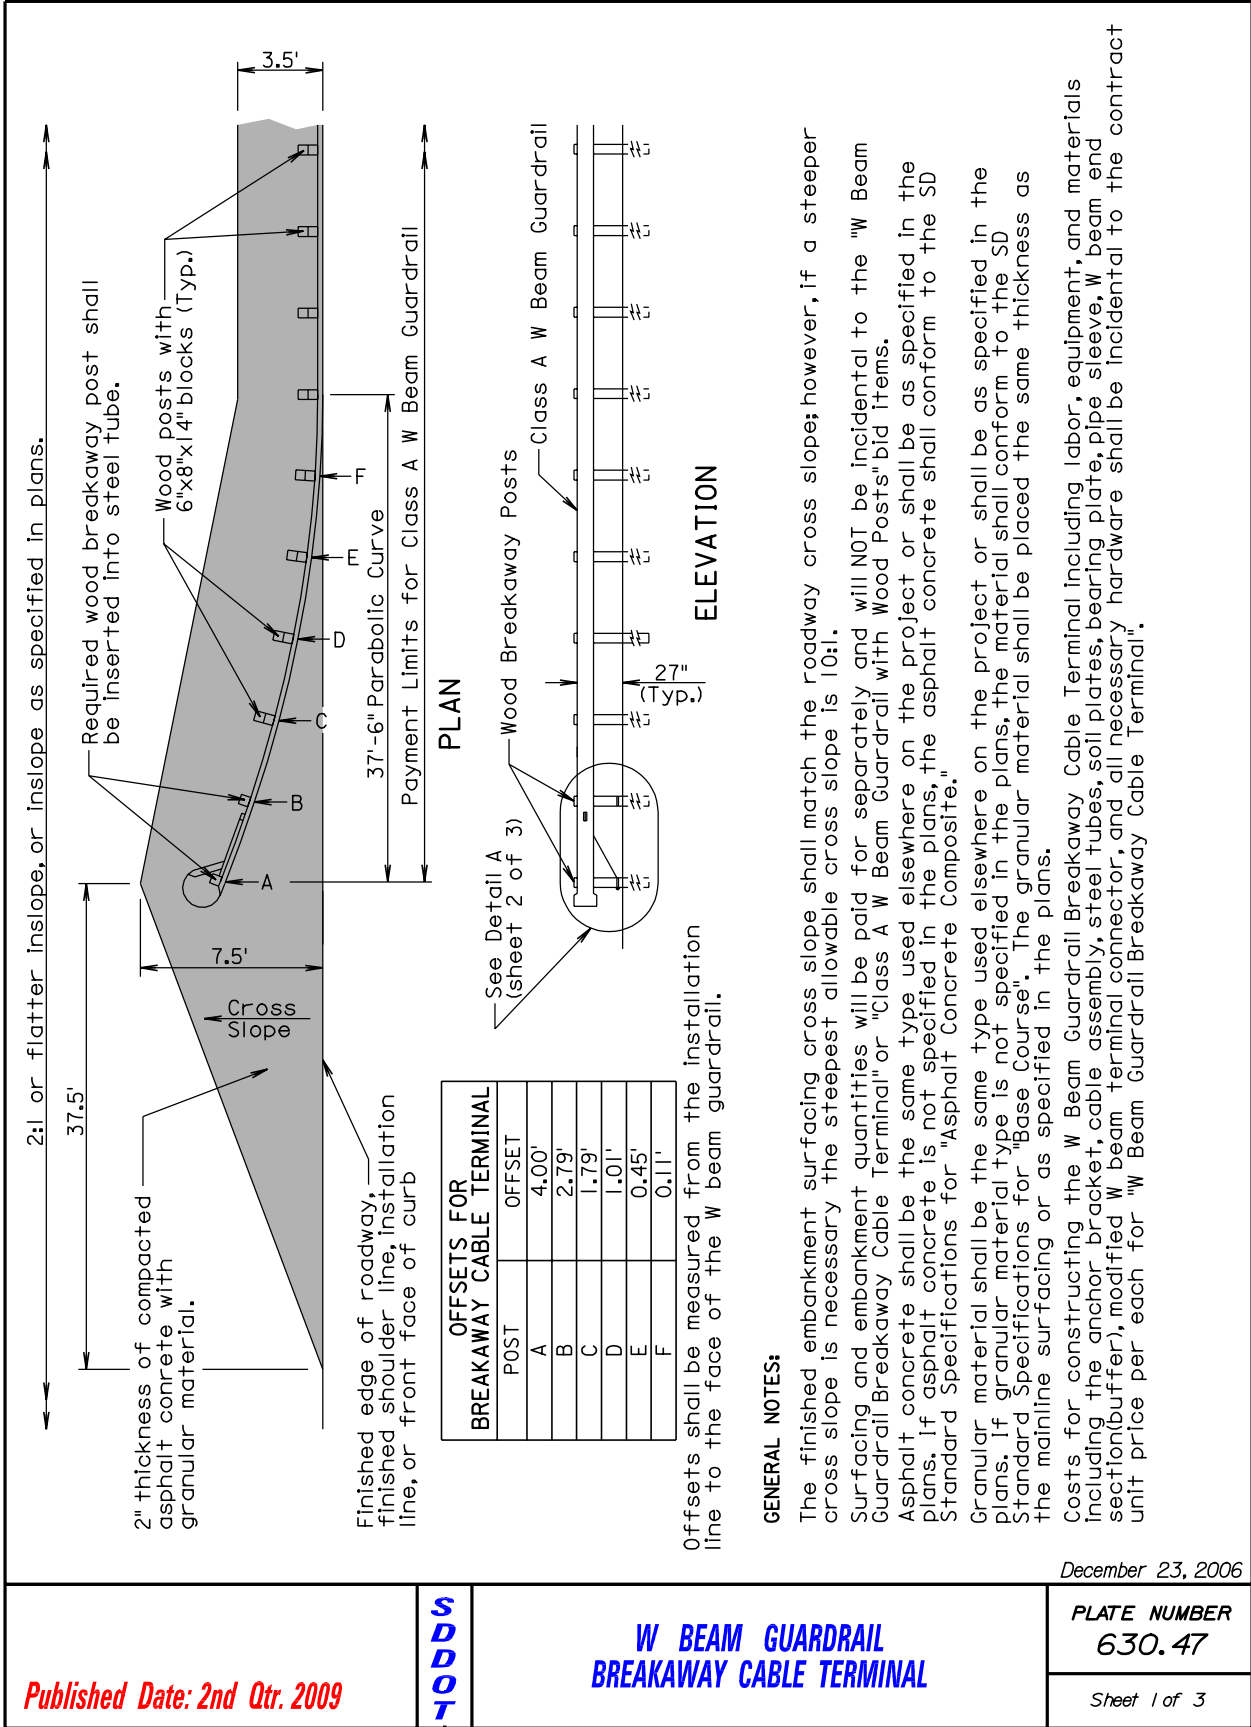 2:1 or flatter inslope, or inslope as specified in plans.
37.5'
3.5'
7.5'
Cross
Slope
2" thickness of compacted
asphalt concrete with
granular material.
Required wood breakaway post shall
be inserted into steel tube.
Wood posts with
6"x8"x14" blocks (Typ.)
Finished edge of roadway,
finished shoulder line, installation
line, or front face of curb
A
B
C
D
E
F
37'-6" Parabolic Curve
Payment Limits for Class A W Beam Guardrail
PLAN
OFFSETS FOR
BREAKAWAY CABLE TERMINAL
POST OFFSET
A 4.00'
B 2.79'
C 1.79'
D 1.01'
E 0.45'
F 0.11'
Offsets shall be measured from the installation
line to the face of the W beam guardrail.
See Detail A
(sheet 2 of 3)
Wood Breakaway Posts
Class A W Beam Guardrail
27"
(Typ.)
ELEVATION
GENERAL NOTES:
The finished embankment surfacing cross slope shall match the roadway cross slope; however, if a steeper
cross slope is necessary the steepest allowable cross slope is 10:1.
Surfacing and embankment quantities will be paid for separately and will NOT be incidental to the "W Beam
Guardrail Breakaway Cable Terminal" or "Class A W Beam Guardrail with Wood Posts" bid items.
Asphalt concrete shall be the same type used elsewhere on the project or shall be as specified in the
plans. If asphalt concrete is not specified in the plans, the asphalt concrete shall conform to the SD
Standard Specifications for "Asphalt Concrete Composite."
Granular material shall be the same type used elsewhere on the project or shall be as specified in the
plans. If granular material type is not specified in the plans, the material shall conform to the SD
Standard Specifications for "Base Course". The granular material shall be placed the same thickness as
the mainline surfacing or as specified in the plans.
Costs for constructing the W Beam Guardrail Breakaway Cable Terminal including labor, equipment, and materials
including the anchor bracket, cable assembly, steel tubes, soil plates, bearing plate, pipe sleeve, W beam end
section(buffer), modified W beam terminal connector, and all necessary hardware shall be incidental to the contract
unit price per each for "W Beam Guardrail Breakaway Cable Terminal".
December 23, 2006
Published Date: 2nd Qtr. 2009
SDDOT
W BEAM GUARDRAIL
BREAKAWAY CABLE TERMINAL
PLATE NUMBER
630.47
Sheet 1 of 3